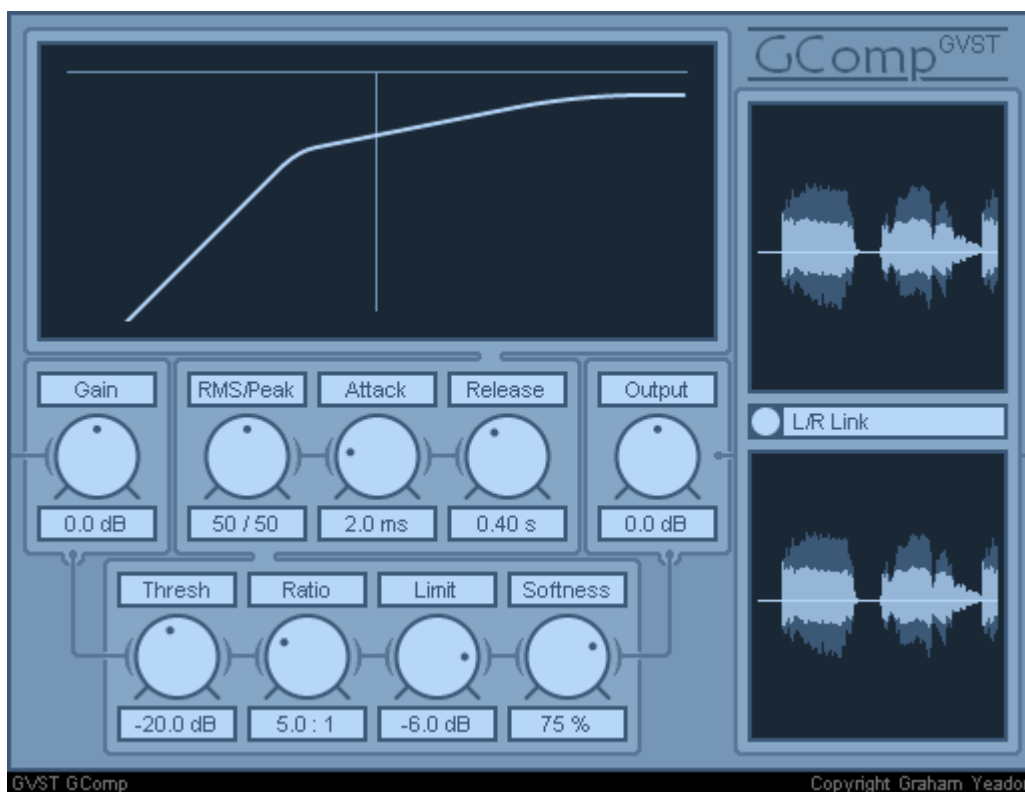 GComp GVST
Gain
RMS/Peak
Attack
Release
Output
L/R Link
0.0 dB
50 / 50
2.0 ms
0.40 s
0.0 dB
Thresh
Ratio
Limit
Softness
-20.0 dB
5.0 : 1
-6.0 dB
75 %
GVST GComp
Copyright Graham Yeado